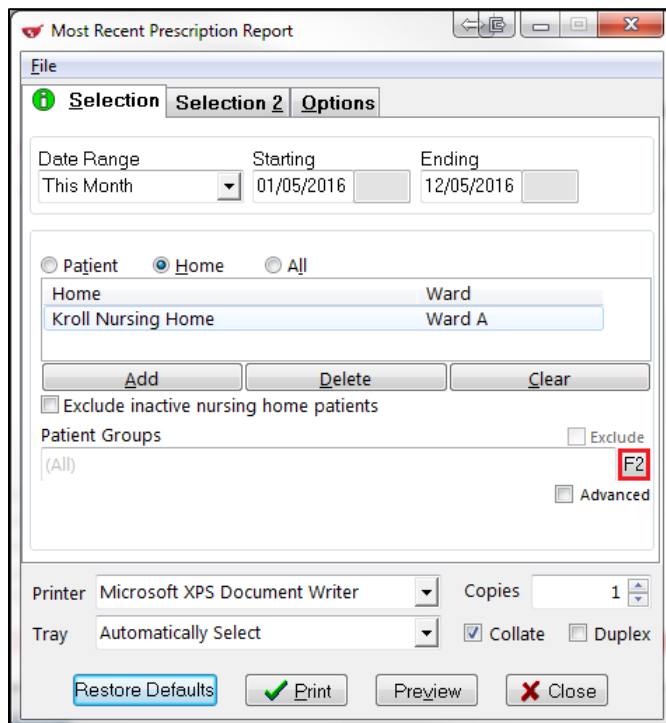 Most Recent Prescription Report
File
Selection Selection 2 Options
Date Range Starting Ending
This Month 01/05/2016 12/05/2016
Patient Home All
Home Ward
Kroll Nursing Home Ward A
Add Delete Clear
Exclude inactive nursing home patients
Patient Groups Exclude
(All) F2
Advanced
Printer Microsoft XPS Document Writer Copies 1
Tray Automatically Select Collate Duplex
Restore Defaults Print Preview Close